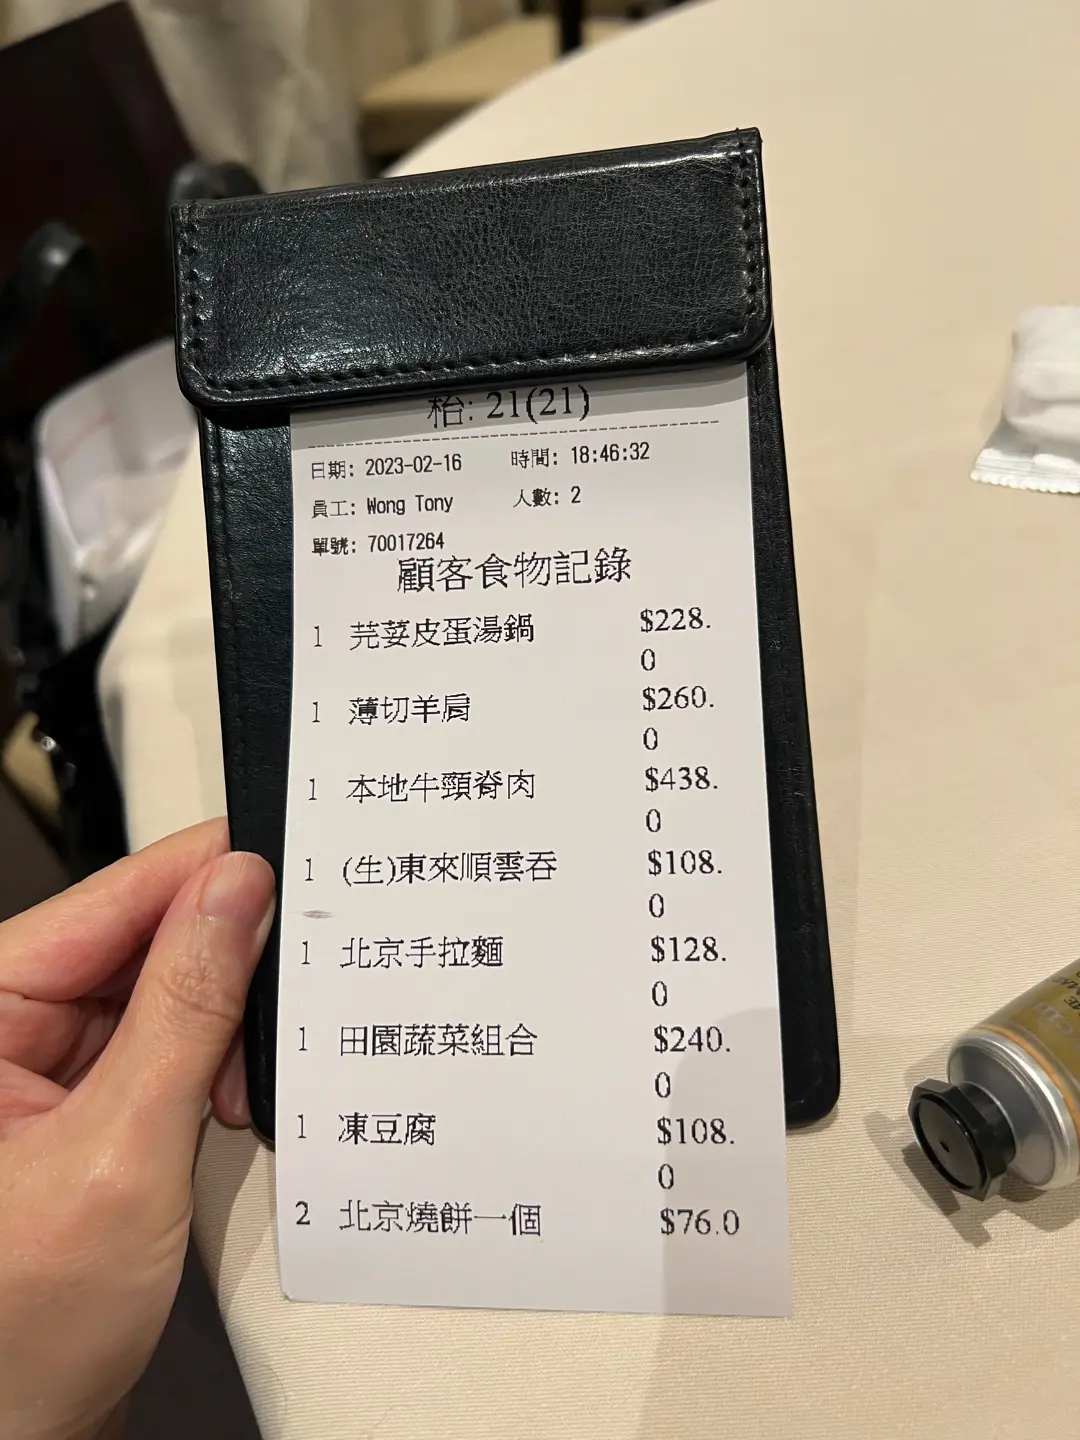 枱: 21(21)
日期: 2023-02-16 時間: 18:46:32
員工: Wong Tony 人數: 2
單號: 70017264
顧客食物記錄
1 芫荽皮蛋湯鍋 $228.
0
1 薄切羊肩 $260.
0
1 本地牛頸脊肉 $438.
0
1 (生)東來順雲吞 $108.
0
1 北京手拉麵 $128.
0
1 田園蔬菜組合 $240.
0
1 凍豆腐 $108.
0
2 北京燒餅一個 $76.0